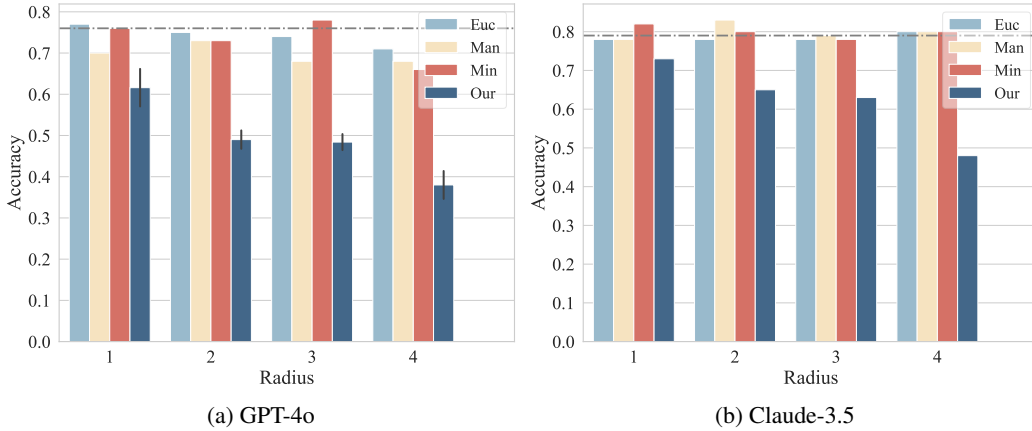 0.8
0.7
0.6
0.5
0.4
0.3
0.2
0.1
0.0
Accuracy
1 2 3 4
Radius
Euc
Man
Min
Our
(a) GPT-4o
0.8
0.7
0.6
0.5
0.4
0.3
0.2
0.1
0.0
Accuracy
1 2 3 4
Radius
Euc
Man
Min
Our
(b) Claude-3.5